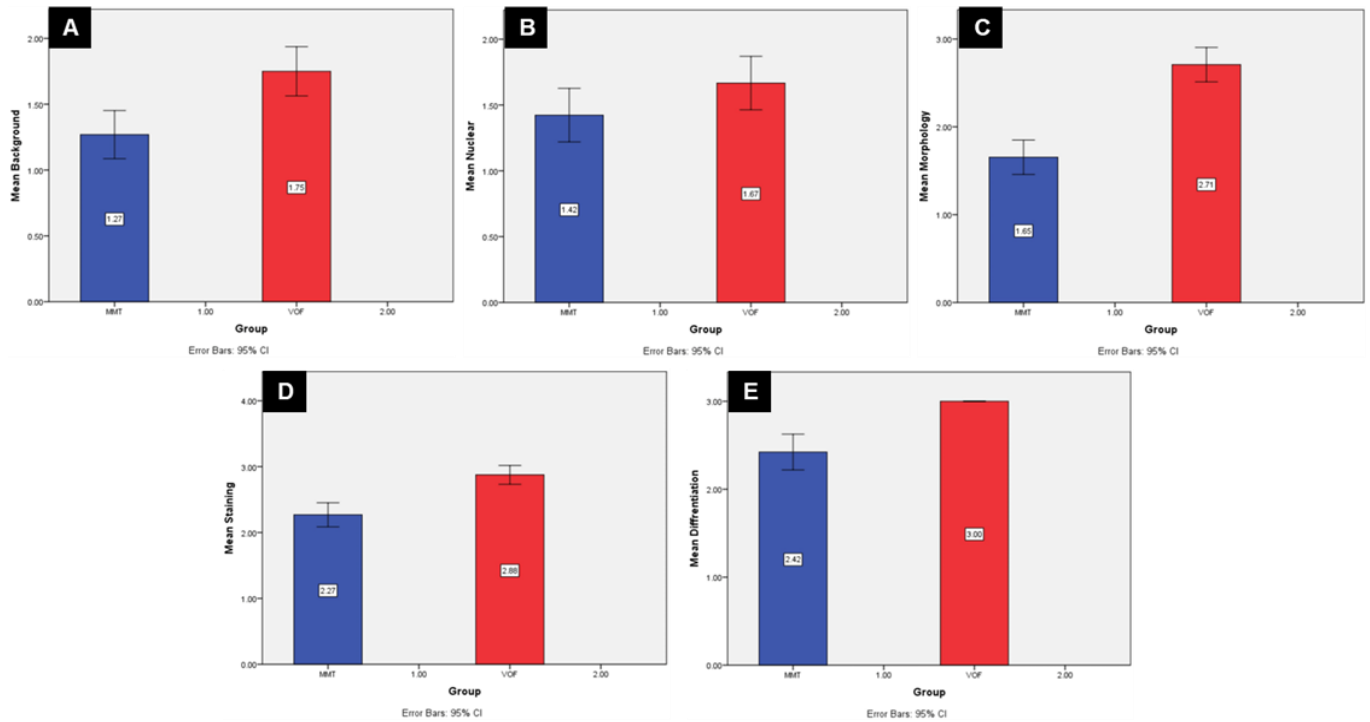 A
Mean Background
2.00
1.50
1.00
0.50
0.00
1.27
1.75
MMT 1.00 VOF 2.00
Group
Error Bars: 95% CI
B
Mean Nuclear
2.00
1.50
1.00
0.50
0.00
1.42
1.67
MMT 1.00 VOF 2.00
Group
Error Bars: 95% CI
C
Mean Morphology
3.00
2.00
1.00
0.00
1.65
2.71
MMT 1.00 VOF 2.00
Group
Error Bars: 95% CI
D
Mean Staining
4.00
3.00
2.00
1.00
0.00
2.27
2.88
MMT 1.00 VOF 2.00
Group
Error Bars: 95% CI
E
Mean Diffrentiation
3.00
2.00
1.00
0.00
2.42
3.00
MMT 1.00 VOF 2.00
Group
Error Bars: 95% CI